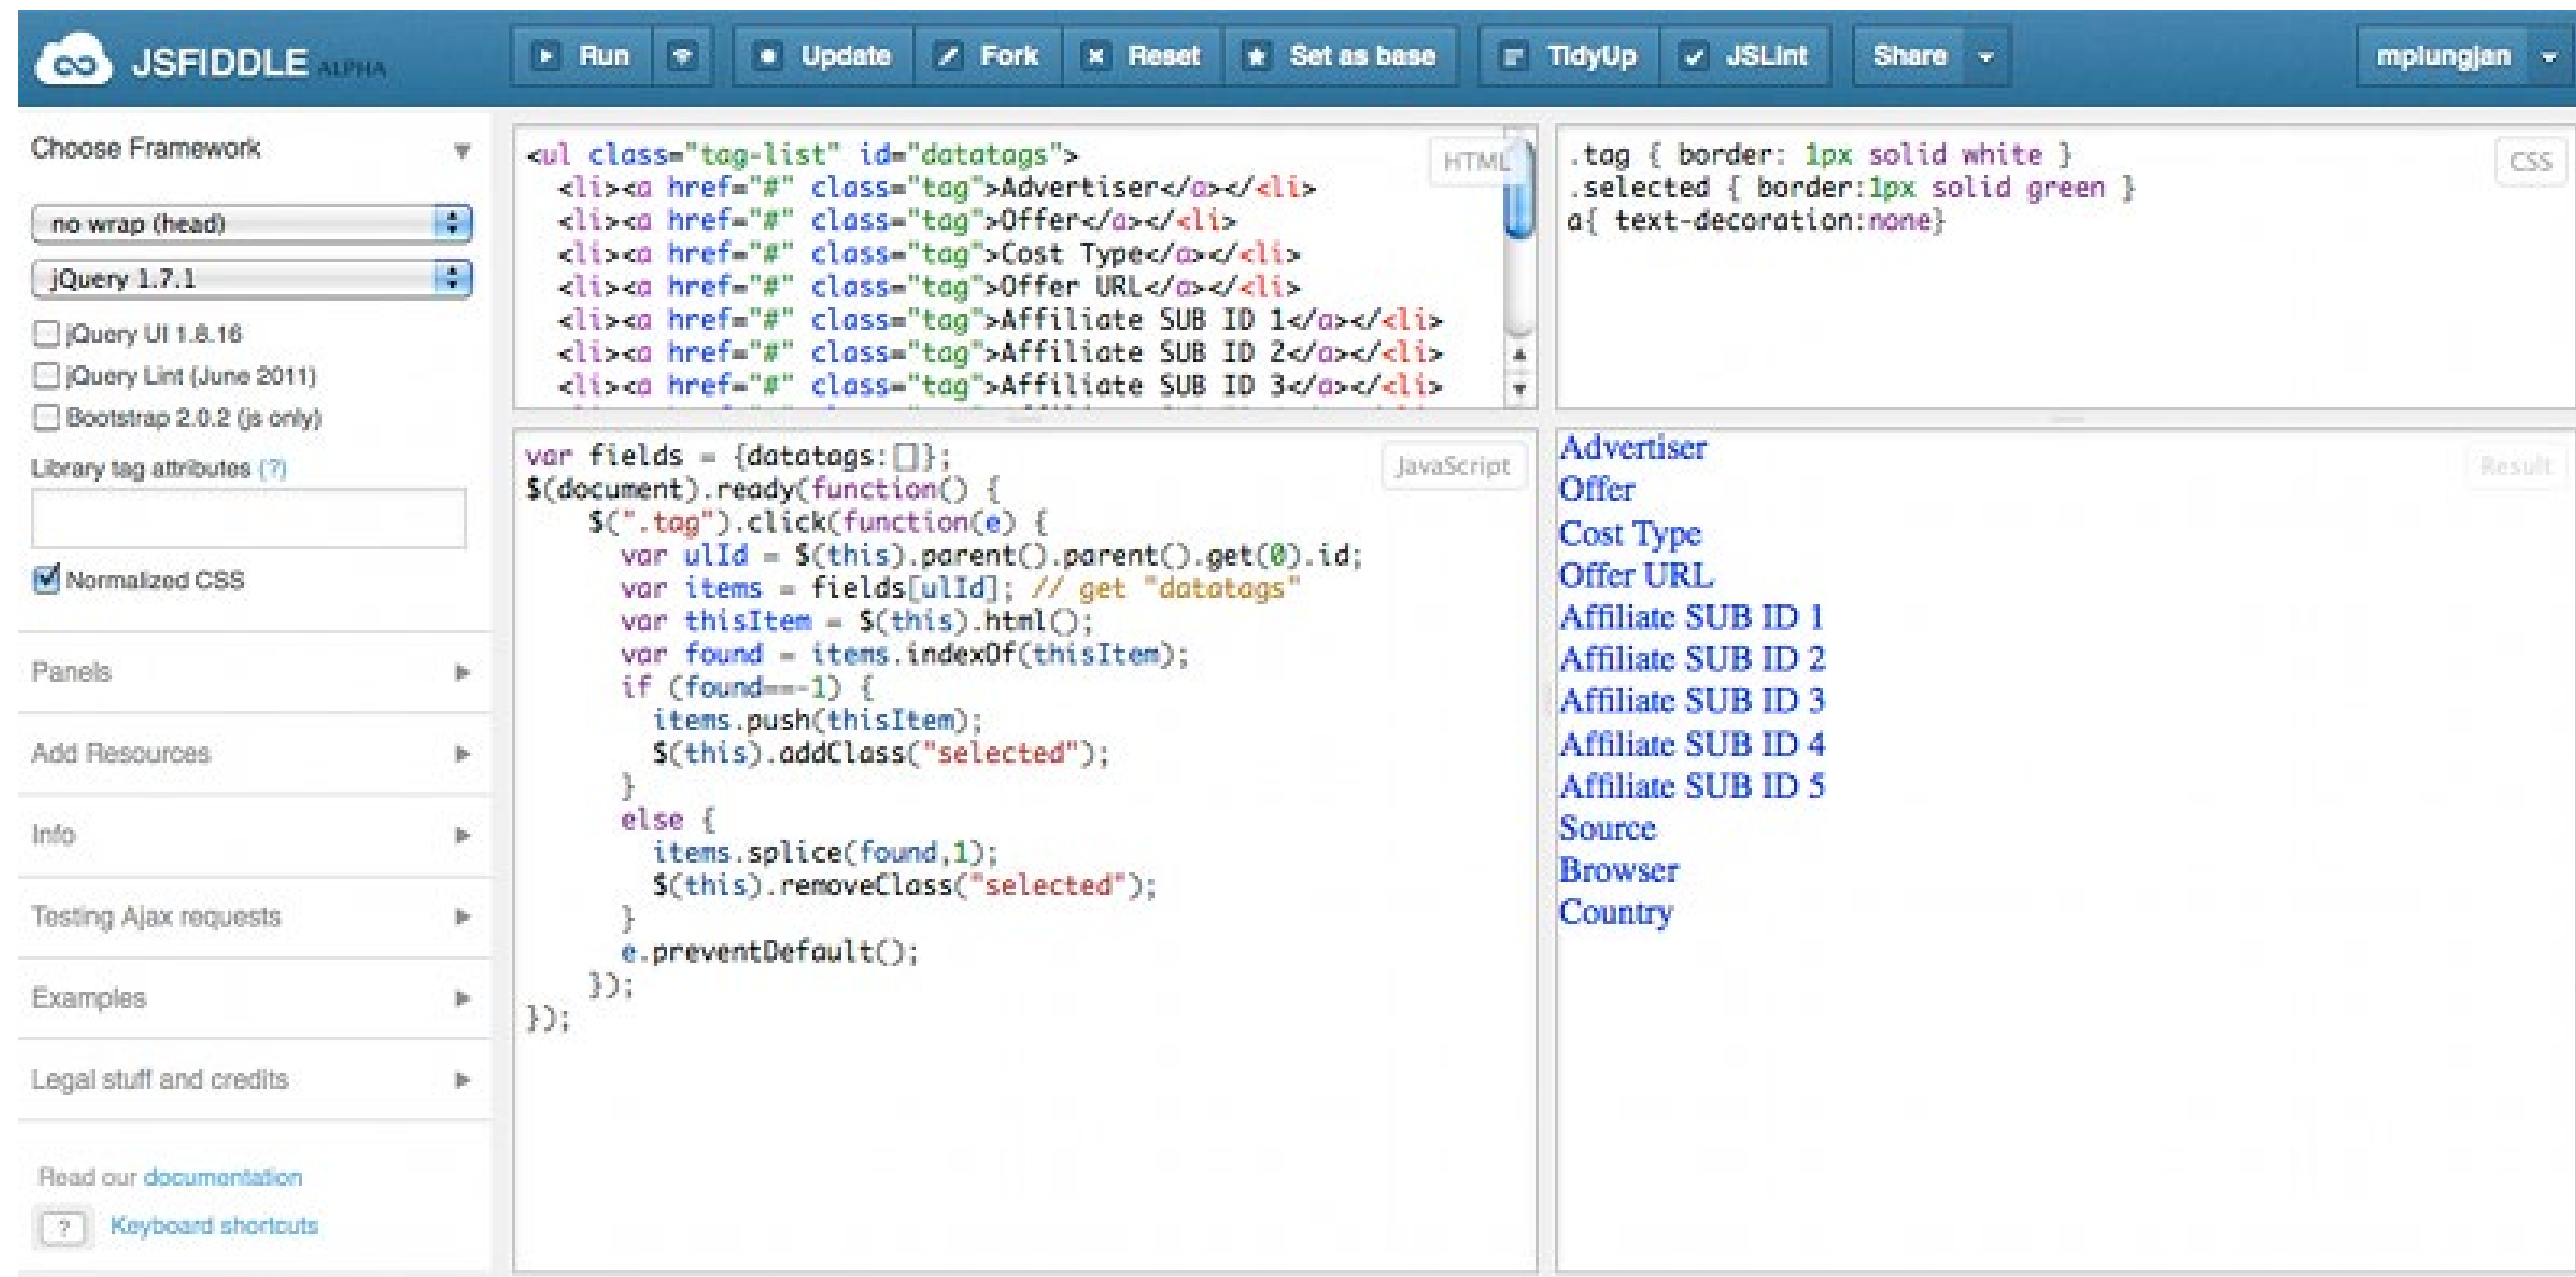 JSFIDDLE ALPHA
Run
Update
Fork
Reset
Set as base
TidyUp
JSLint
Share
mplungjan
Choose Framework
no wrap (head)
jQuery 1.7.1
jQuery UI 1.8.16
jQuery Lint (June 2011)
Bootstrap 2.0.2 (js only)
Library tag attributes (?)
Normalized CSS
Panels
Add Resources
Info
Testing Ajax requests
Examples
Legal stuff and credits
Read our documentation
? Keyboard shortcuts
HTML
<ul class="tag-list" id="datatags">
  <li><a href="#" class="tag">Advertiser</a></<li>
  <li><a href="#" class="tag">Offer</a></<li>
  <li><a href="#" class="tag">Cost Type</a></<li>
  <li><a href="#" class="tag">Offer URL</a></<li>
  <li><a href="#" class="tag">Affiliate SUB ID 1</a></<li>
  <li><a href="#" class="tag">Affiliate SUB ID 2</a></<li>
  <li><a href="#" class="tag">Affiliate SUB ID 3</a></<li>
CSS
.tag { border: 1px solid white }
.selected { border:1px solid green }
a{ text-decoration:none}
JavaScript
var fields = {datatags:[]};
$(document).ready(function() {
    $(".tag").click(function(e) {
      var ulId = $(this).parent().parent().get(0).id;
      var items = fields[ulId]; // get "datatags"
      var thisItem = $(this).html();
      var found = items.indexOf(thisItem);
      if (found==-1) {
        items.push(thisItem);
        $(this).addClass("selected");
      }
      else {
        items.splice(found,1);
        $(this).removeClass("selected");
      }
      e.preventDefault();
    });
});
Result
Advertiser
Offer
Cost Type
Offer URL
Affiliate SUB ID 1
Affiliate SUB ID 2
Affiliate SUB ID 3
Affiliate SUB ID 4
Affiliate SUB ID 5
Source
Browser
Country